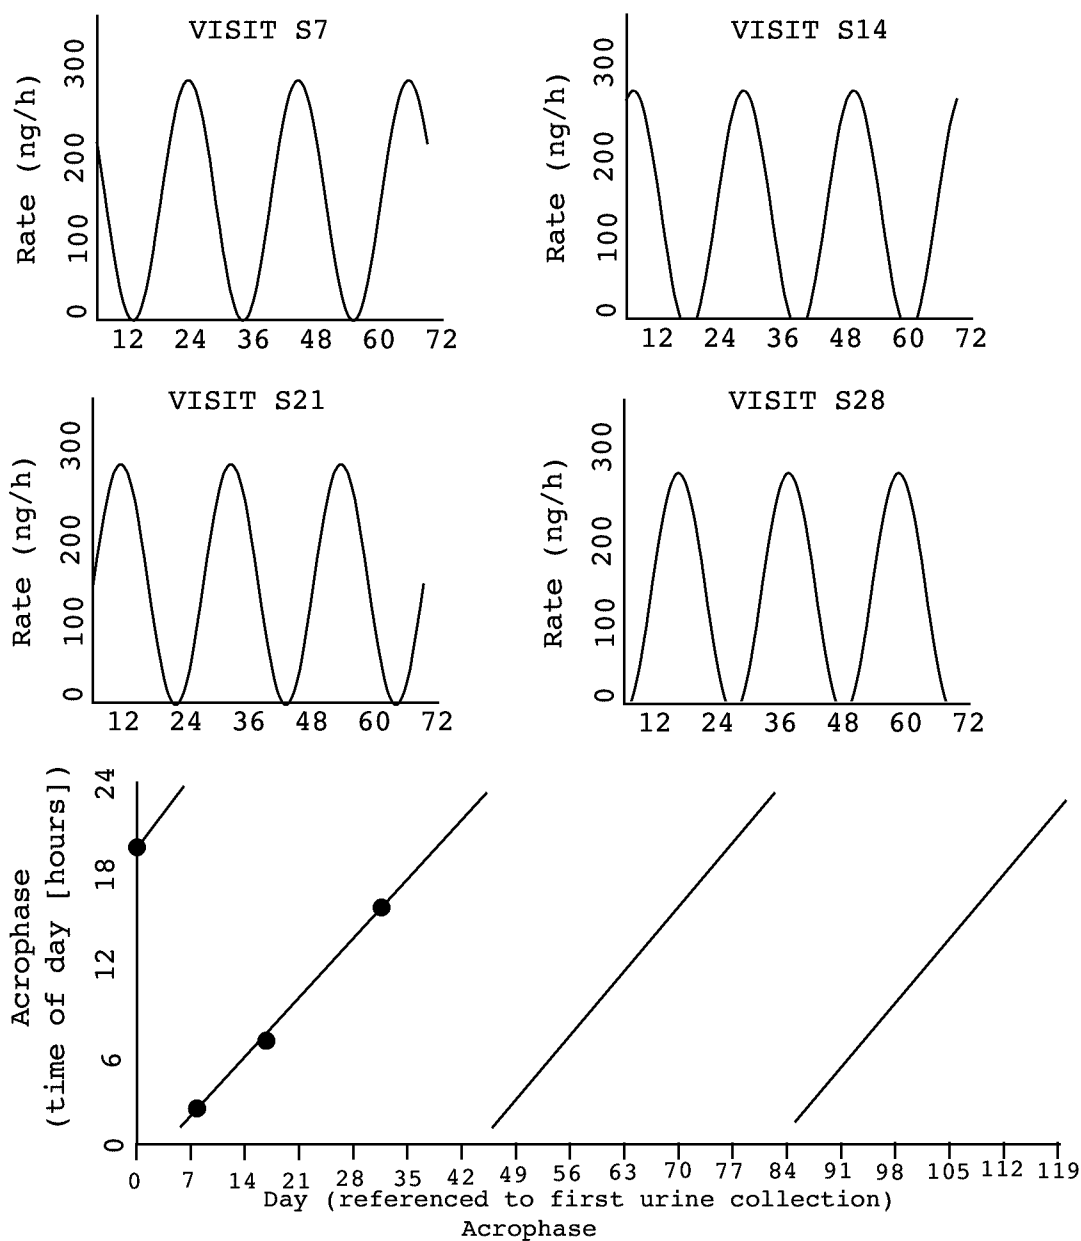 VISIT S7
Rate (ng/h)
300
200
100
0
12 24 36 48 60 72
VISIT S14
Rate (ng/h)
300
200
100
0
12 24 36 48 60 72
VISIT S21
Rate (ng/h)
300
200
100
0
12 24 36 48 60 72
VISIT S28
Rate (ng/h)
300
200
100
0
12 24 36 48 60 72
Acrophase
(time of day [hours])
24
18
12
6
0
0 7 14 21 28 35 42 49 56 63 70 77 84 91 98 105 112 119
Day (referenced to first urine collection)
Acrophase